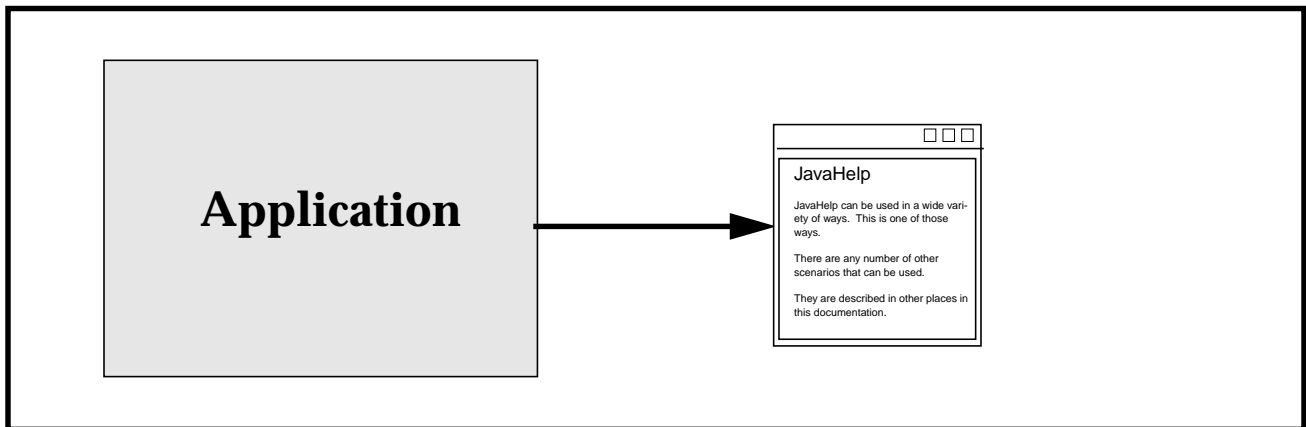 Application
JavaHelp
JavaHelp can be used in a wide vari-
ety of ways.  This is one of those
ways.
There are any number of other
scenarios that can be used.
They are described in other places in
this documentation.